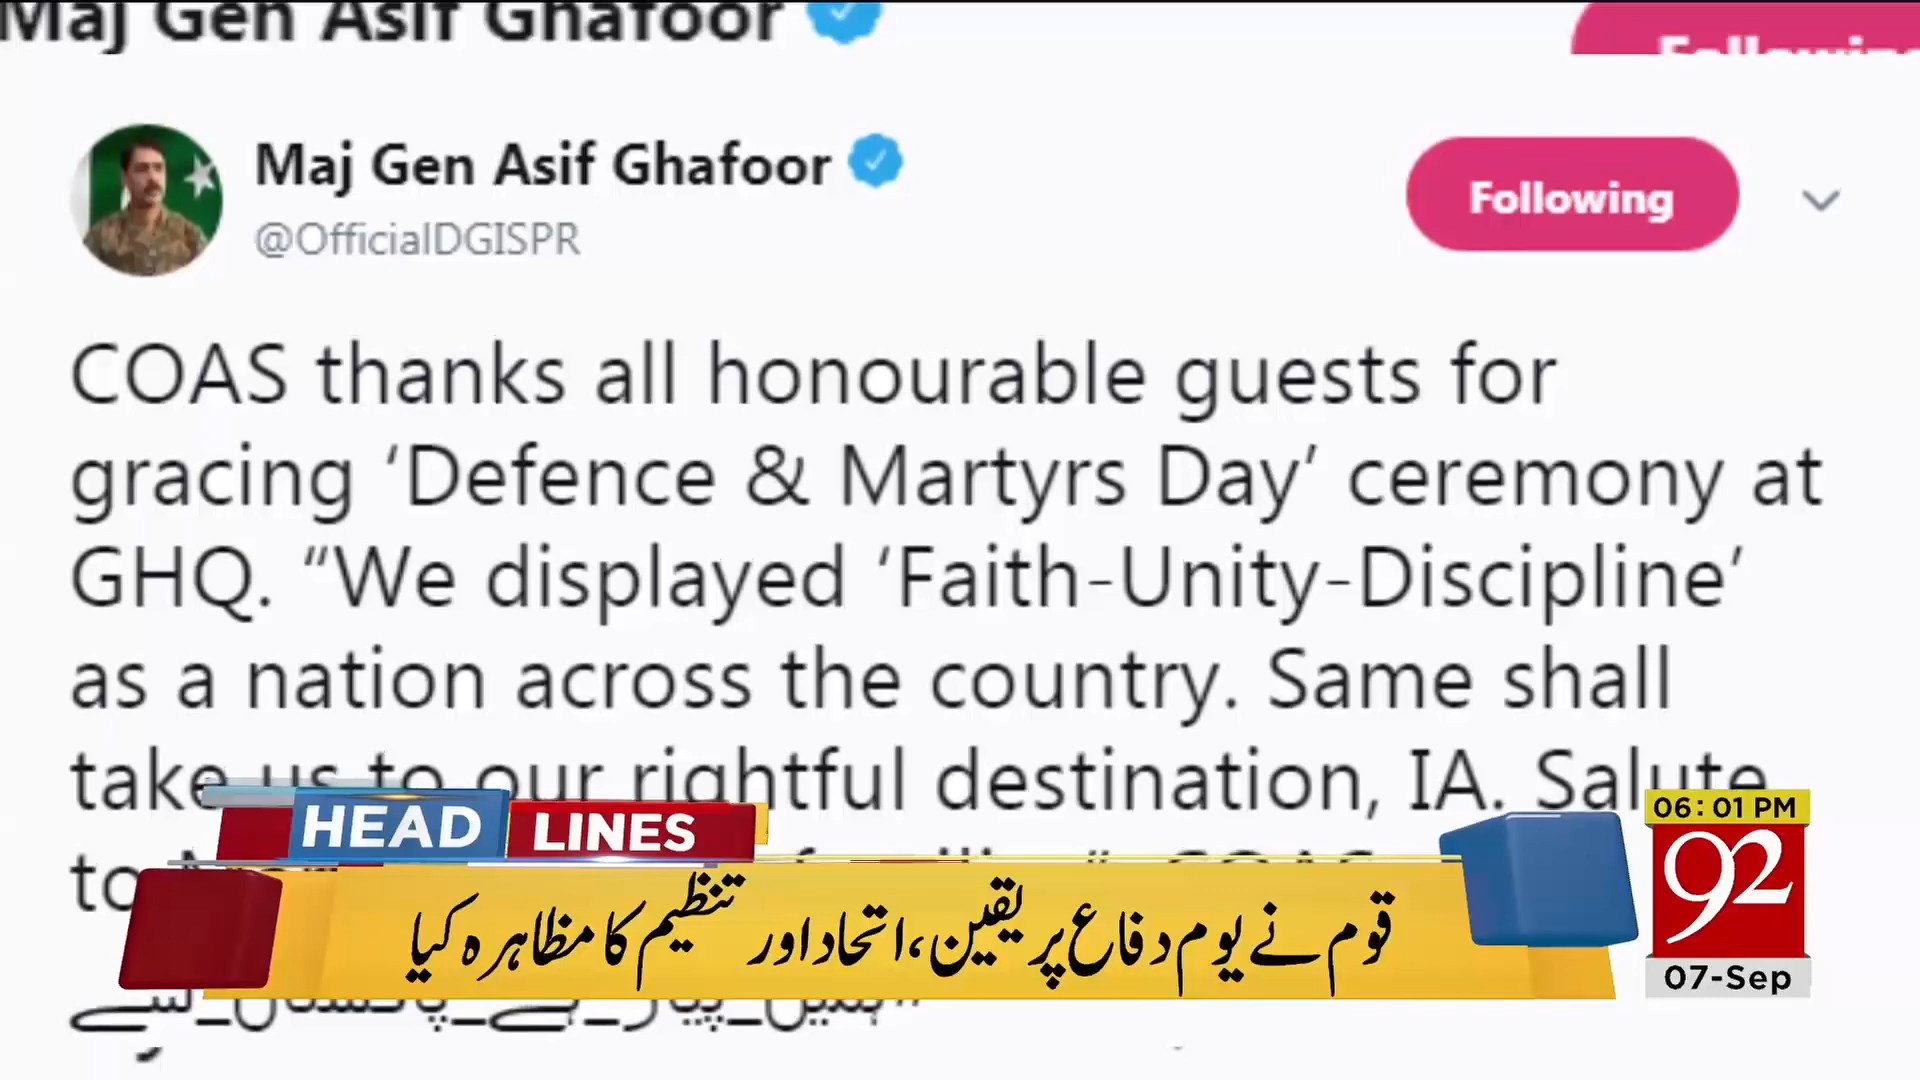 Maj Gen Asif Ghafoor
Maj Gen Asif Ghafoor
Following
@OfficialDGISPR
COAS thanks all honourable guests for
gracing ‘Defence & Martyrs Day’ ceremony at
GHQ. “We displayed ‘Faith-Unity-Discipline’
as a nation across the country. Same shall
take us to our rightful destination, IA. Salute
to
HEAD LINES
قوم نے یوم دفاع پر یقین، اتحاد اور تنظیم کا مظاہرہ کیا
06:01 PM
92
07-Sep